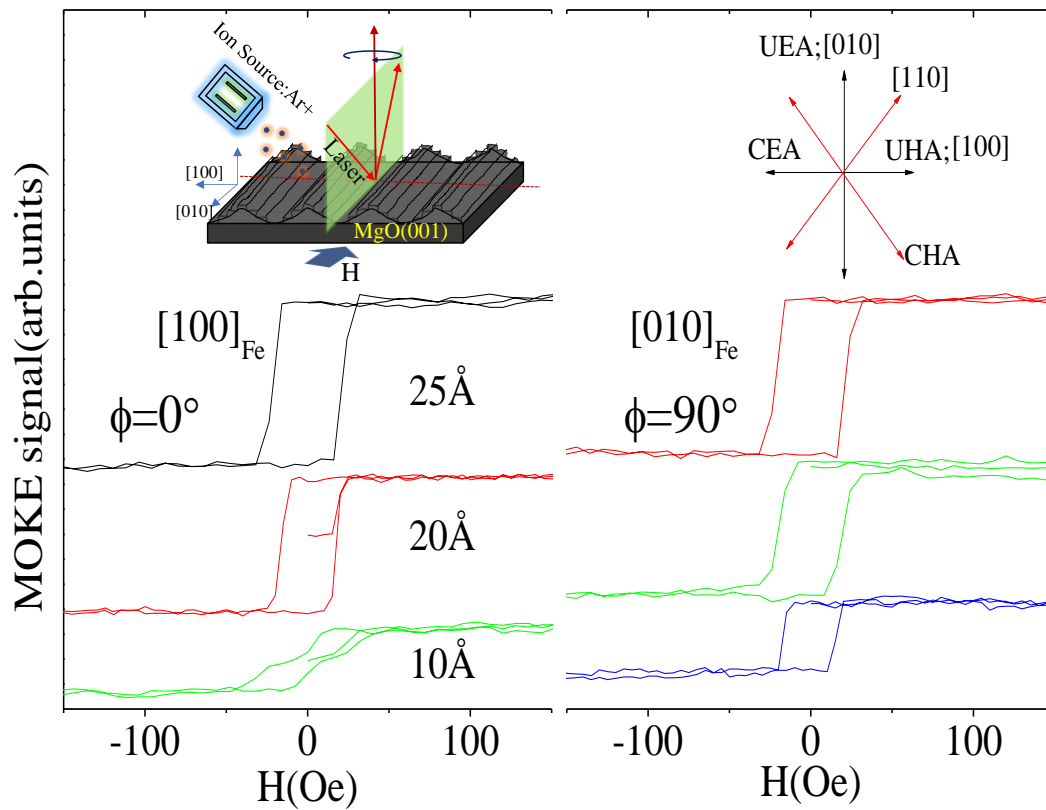 MOKE signal(arb.units)
Ion Source:Ar+
Laser
[100]
[010]
MgO(001)
H
[100]Fe
ϕ=0°
25Å
20Å
10Å
-100 0 100
H(Oe)
UEA;[010]
[110]
CEA
UHA;[100]
CHA
[010]Fe
ϕ=90°
-100 0 100
H(Oe)